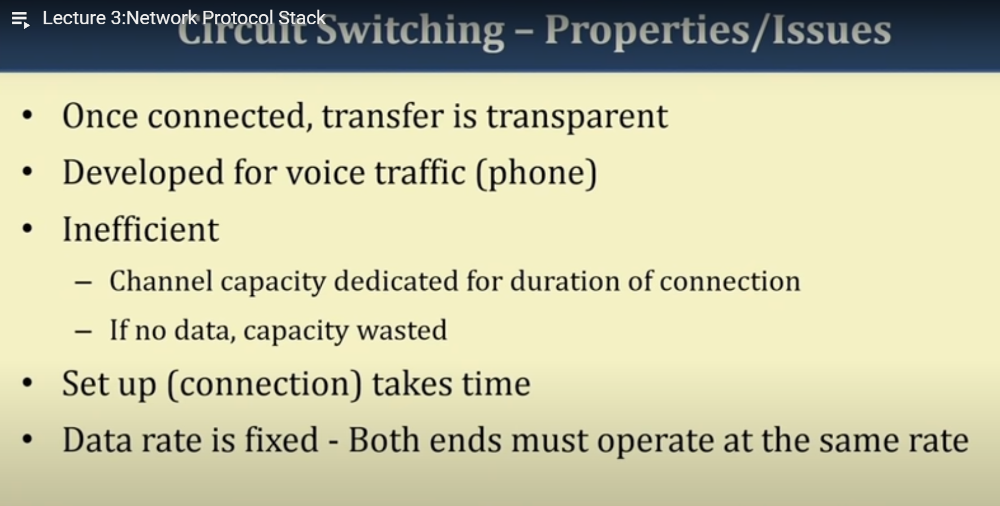 Lecture 3:Network Protocol Stack
Circuit Switching – Properties/Issues
• Once connected, transfer is transparent
• Developed for voice traffic (phone)
• Inefficient
– Channel capacity dedicated for duration of connection
– If no data, capacity wasted
• Set up (connection) takes time
• Data rate is fixed - Both ends must operate at the same rate